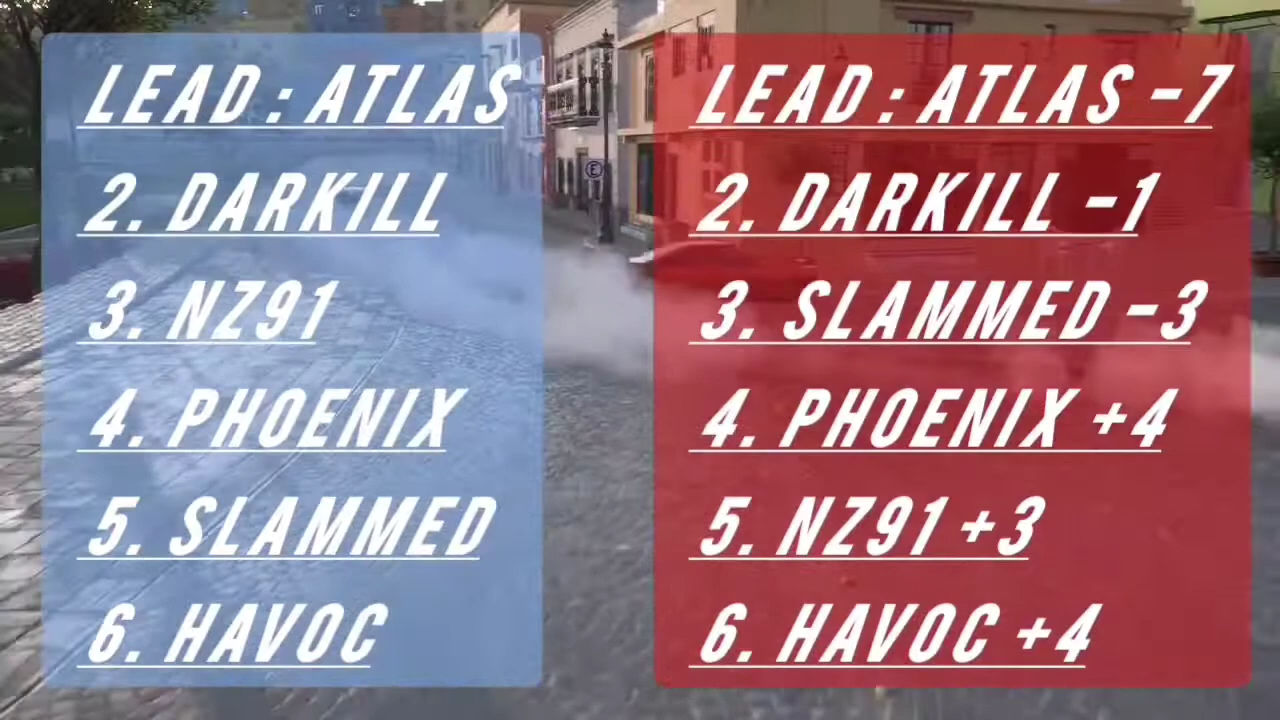 LEAD : ATLAS
2. DARKILL
3. NZ91
4. PHOENIX
5. SLAMMED
6. HAVOC
LEAD : ATLAS -7
2. DARKILL -1
3. SLAMMED -3
4. PHOENIX +4
5. NZ91 +3
6. HAVOC +4
E